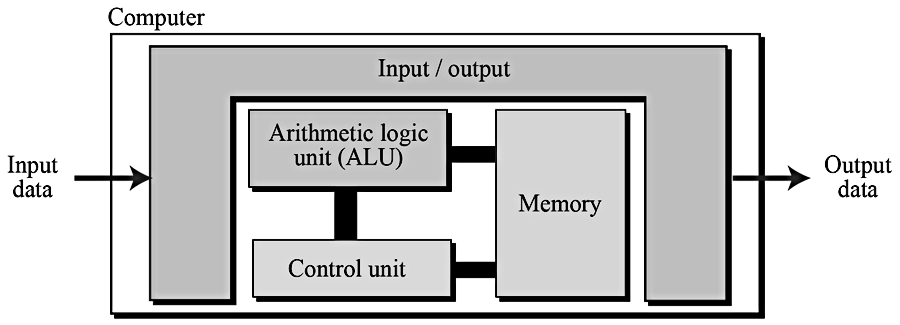 Computer
Input / output
Arithmetic logic
unit (ALU)
Input
data
Memory
Output
data
Control unit